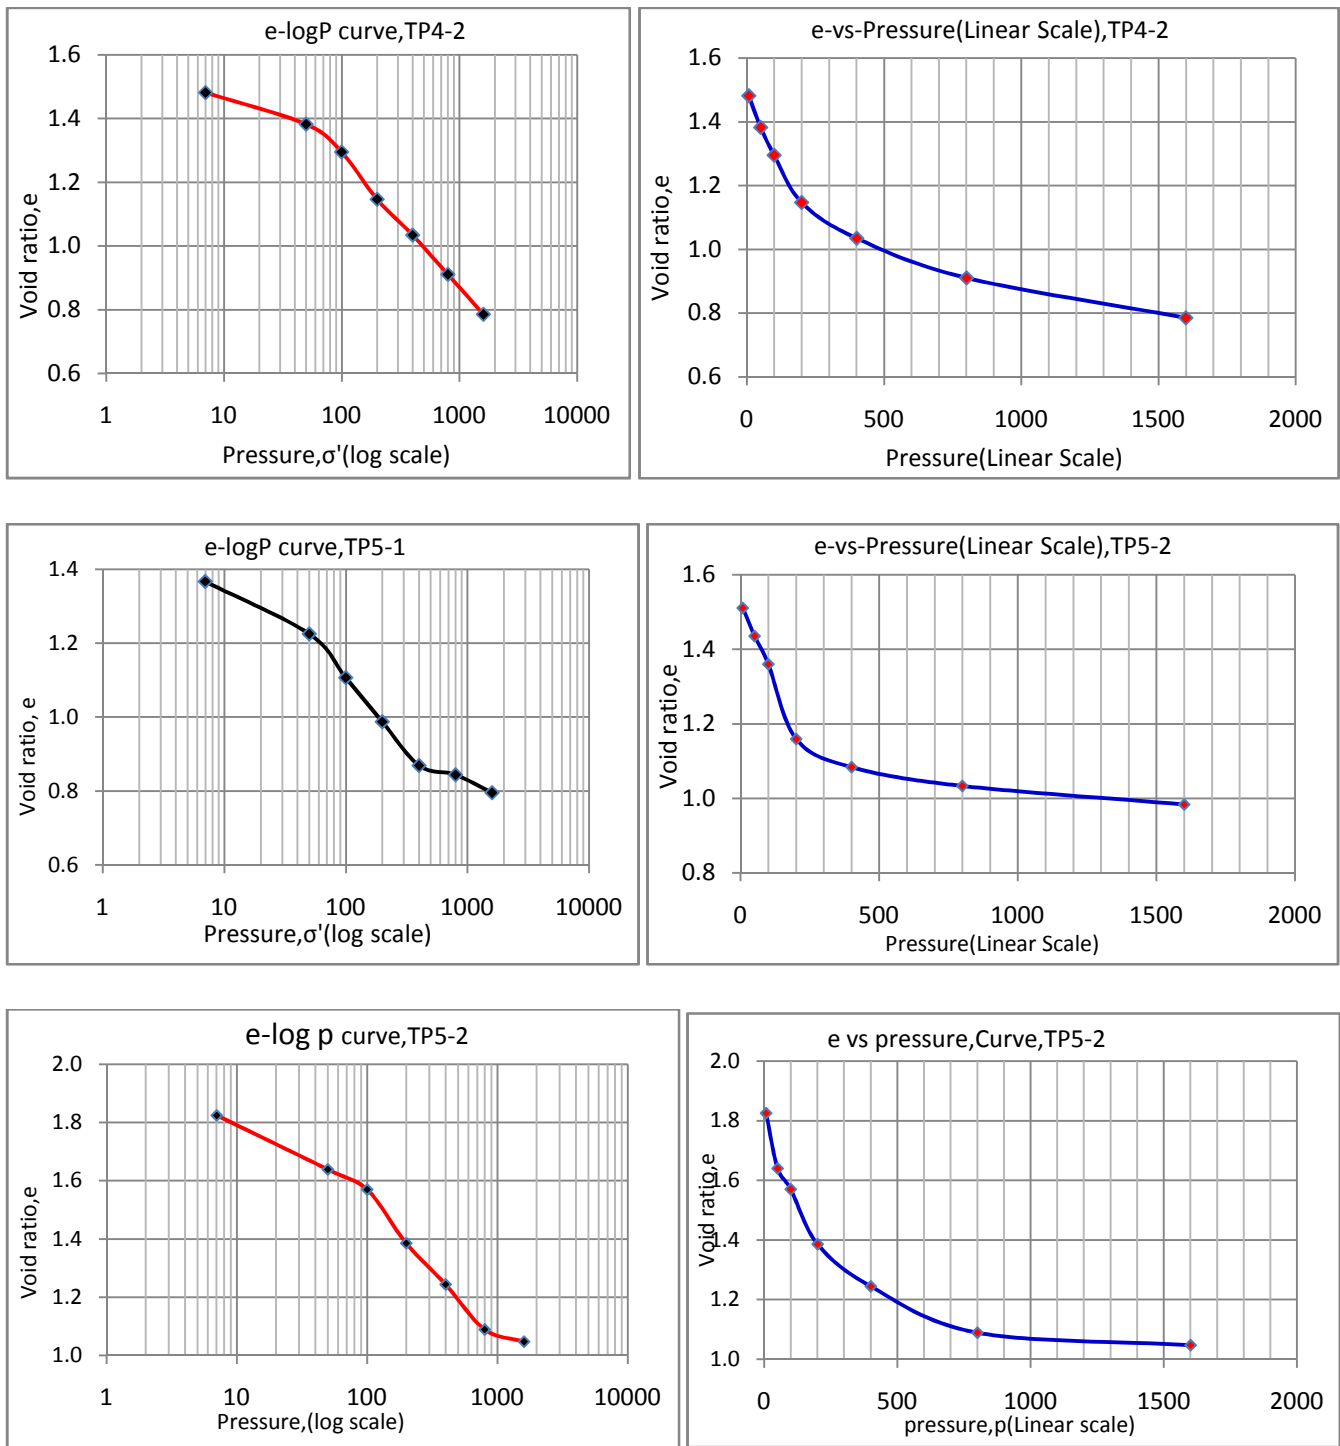 e-logP curve,TP4-2
1.6
1.4
1.2
1.0
0.8
0.6
Void ratio,e
1 10 100 1000 10000
Pressure,σ'(log scale)
e-vs-Pressure(Linear Scale),TP4-2
1.6
1.4
1.2
1.0
0.8
0.6
Void ratio,e
0 500 1000 1500 2000
Pressure(Linear Scale)
e-logP curve,TP5-1
1.4
1.2
1.0
0.8
0.6
Void ratio, e
1 10 100 1000 10000
Pressure,σ'(log scale)
e-vs-Pressure(Linear Scale),TP5-2
1.6
1.4
1.2
1.0
0.8
Void ratio,e
0 500 1000 1500 2000
Pressure(Linear Scale)
e-log p curve,TP5-2
2.0
1.8
1.6
1.4
1.2
1.0
Void ratio,e
1 10 100 1000 10000
Pressure,(log scale)
e vs pressure,Curve,TP5-2
2.0
1.8
1.6
1.4
1.2
1.0
Void ratio,e
0 500 1000 1500 2000
pressure,p(Linear scale)